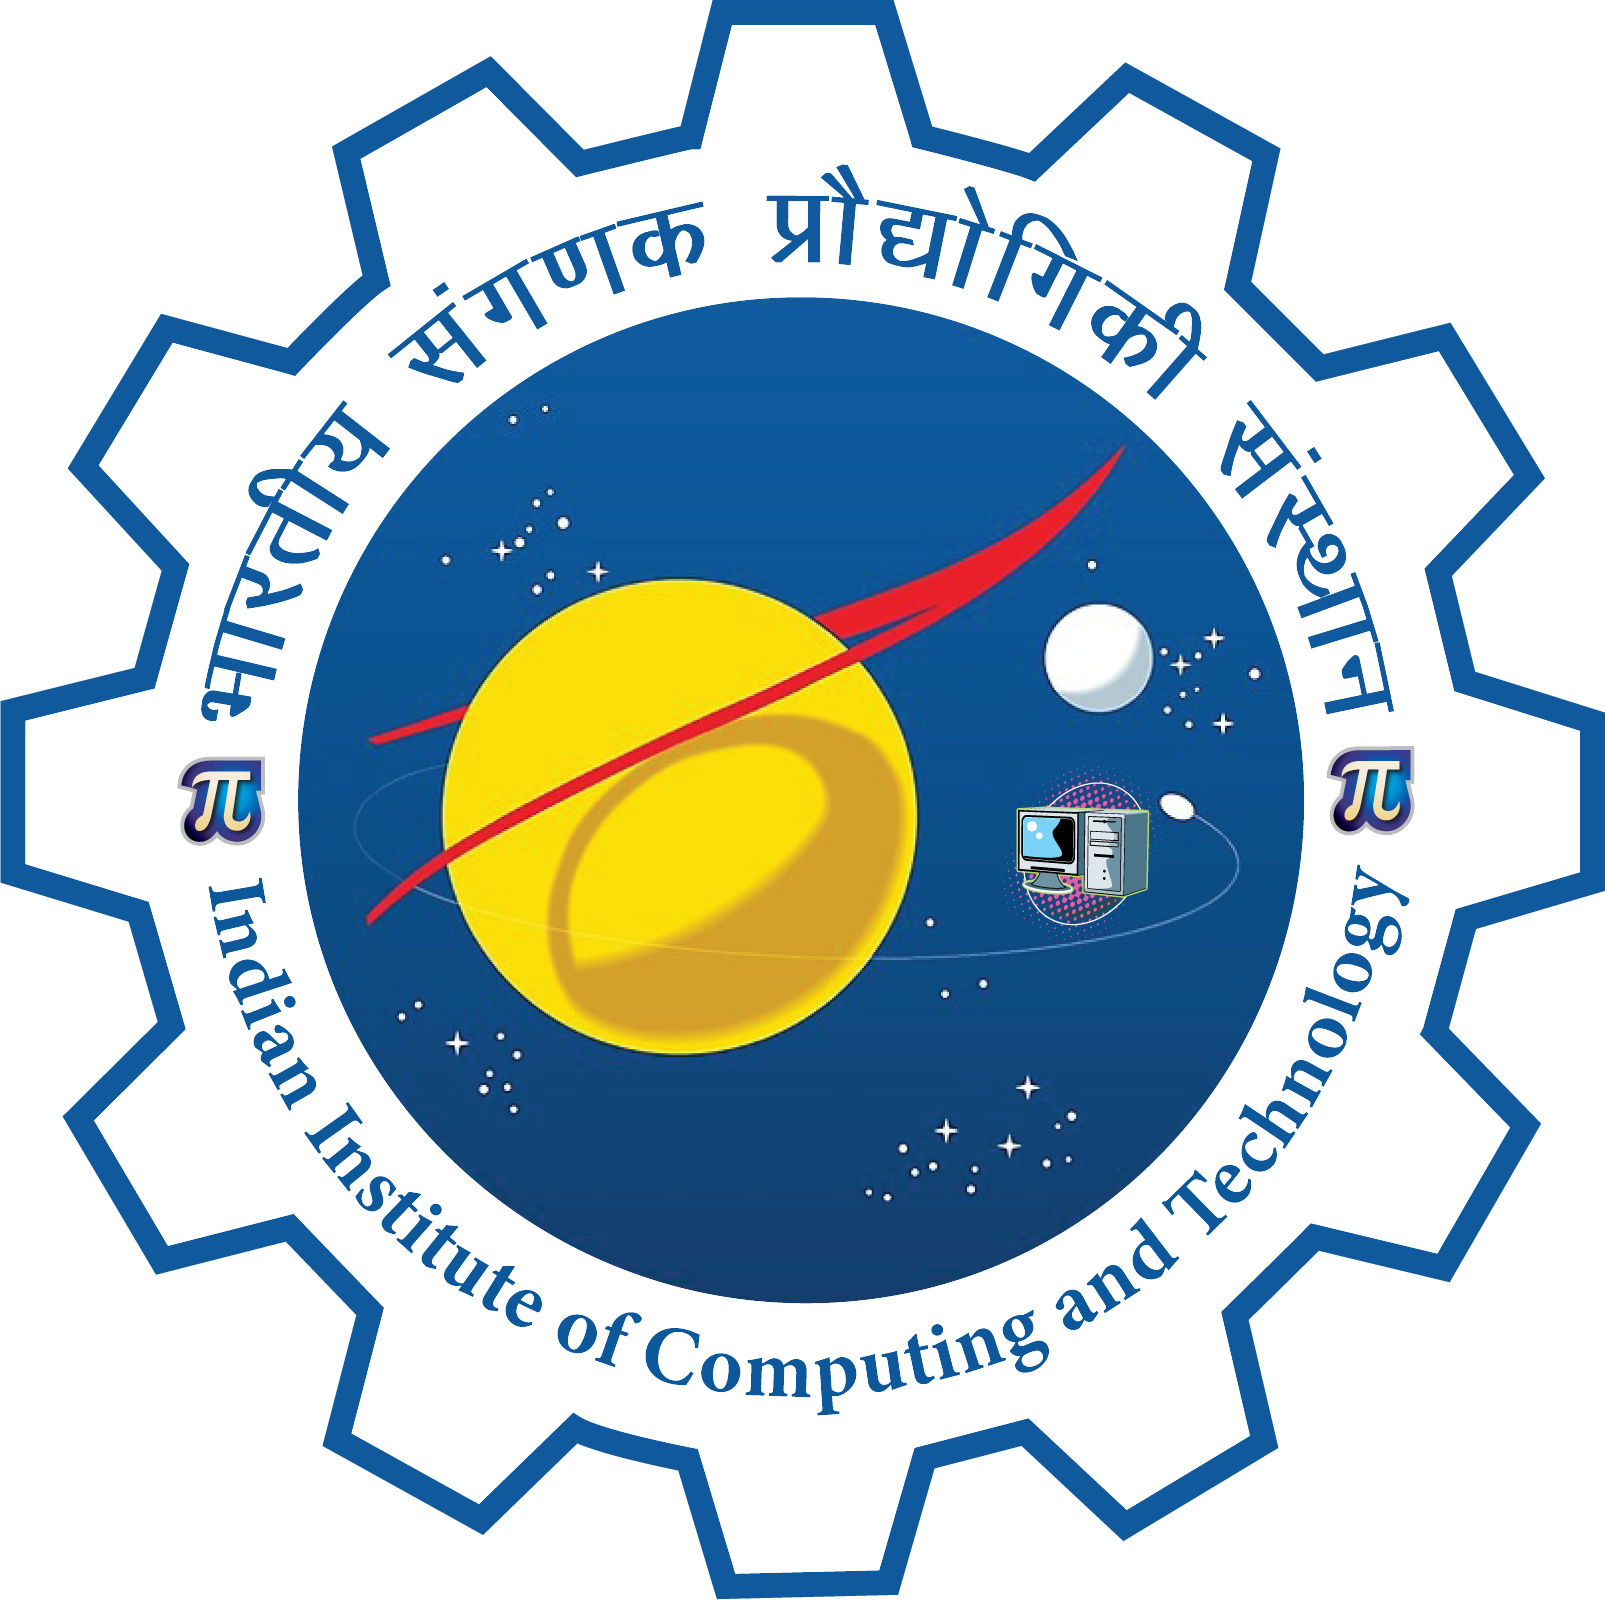 भारतीय संगणक प्रौद्योगिकी संस्थान
π π
Indian Institute of Computing and Technology